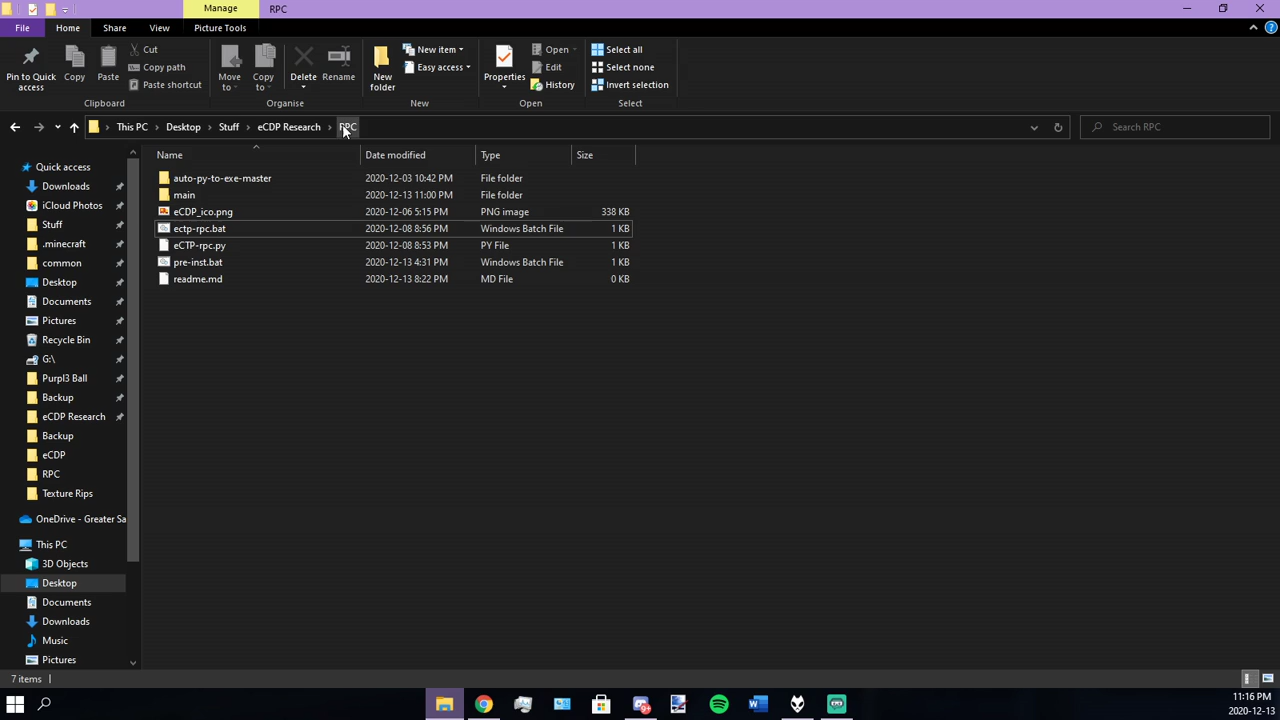 Manage RPC
File Home Share View Picture Tools
Pin to Quick access
Copy
Paste
Cut
Copy path
Paste shortcut
Clipboard
Move to
Copy to
Delete
Rename
Organise
New folder
New item
Easy access
New
Properties
Open
Edit
History
Open
Select all
Select none
Invert selection
Select
This PC › Desktop › Stuff › eCDP Research › RPC
Search RPC
Name Date modified Type Size
auto-py-to-exe-master 2020-12-03 10:42 PM File folder
main 2020-12-13 11:00 PM File folder
eCDP_ico.png 2020-12-06 5:15 PM PNG image 338 KB
ectp-rpc.bat 2020-12-08 8:56 PM Windows Batch File 1 KB
eCTP-rpc.py 2020-12-08 8:53 PM PY File 1 KB
pre-inst.bat 2020-12-13 4:31 PM Windows Batch File 1 KB
readme.md 2020-12-13 8:22 PM MD File 0 KB
Quick access
Downloads
iCloud Photos
Stuff
.minecraft
common
Desktop
Documents
Pictures
Recycle Bin
G:\
Purpl3 Ball
Backup
eCDP Research
Backup
eCDP
RPC
Texture Rips
OneDrive - Greater Sa
This PC
3D Objects
Desktop
Documents
Downloads
Music
Pictures
7 items
11:16 PM
2020-12-13